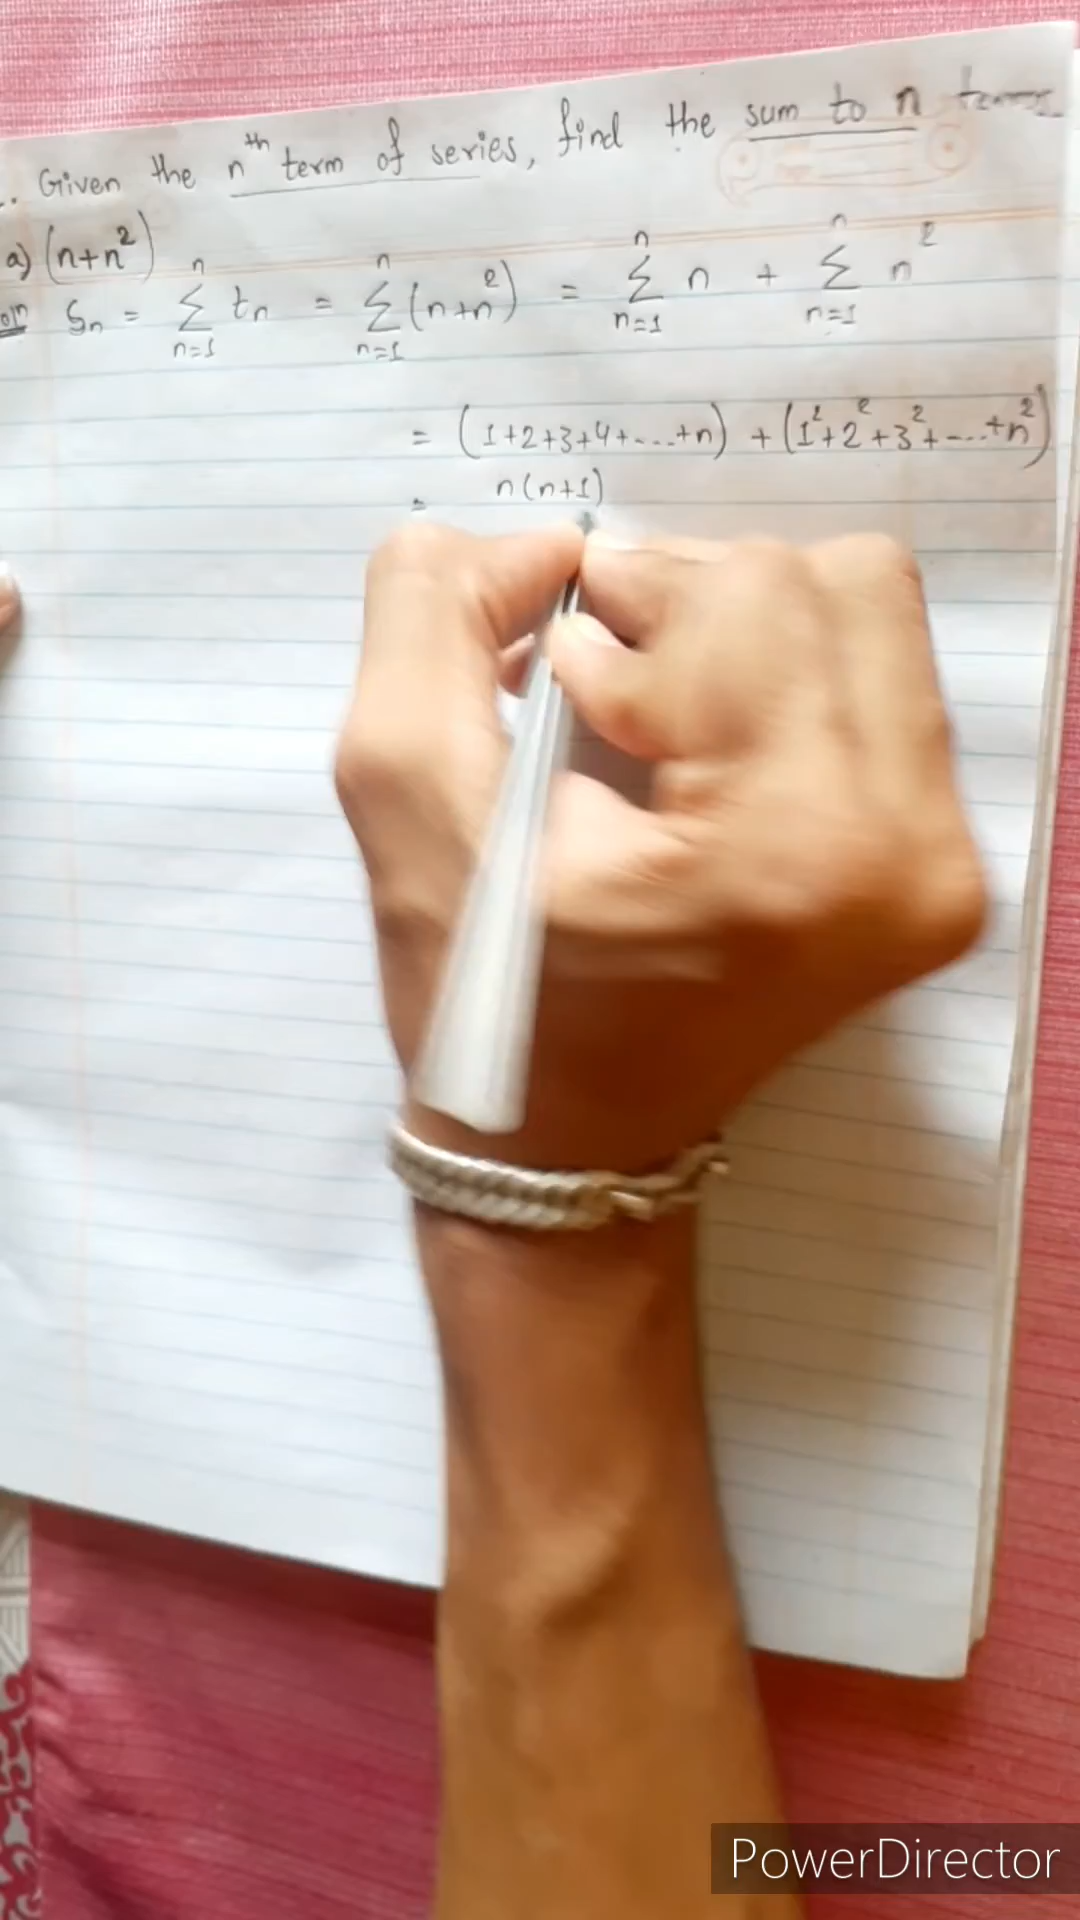 . Given the nth term of series, find the sum to n terms
a) (n+n²)
Soln Sn = n Σ n=1 tn = n Σ n=1 (n+n²) = n Σ n=1 n + n Σ n=1 n²
= (1+2+3+4+....+n) + (1²+2²+3²+....+n²)
= n(n+1)
PowerDirector